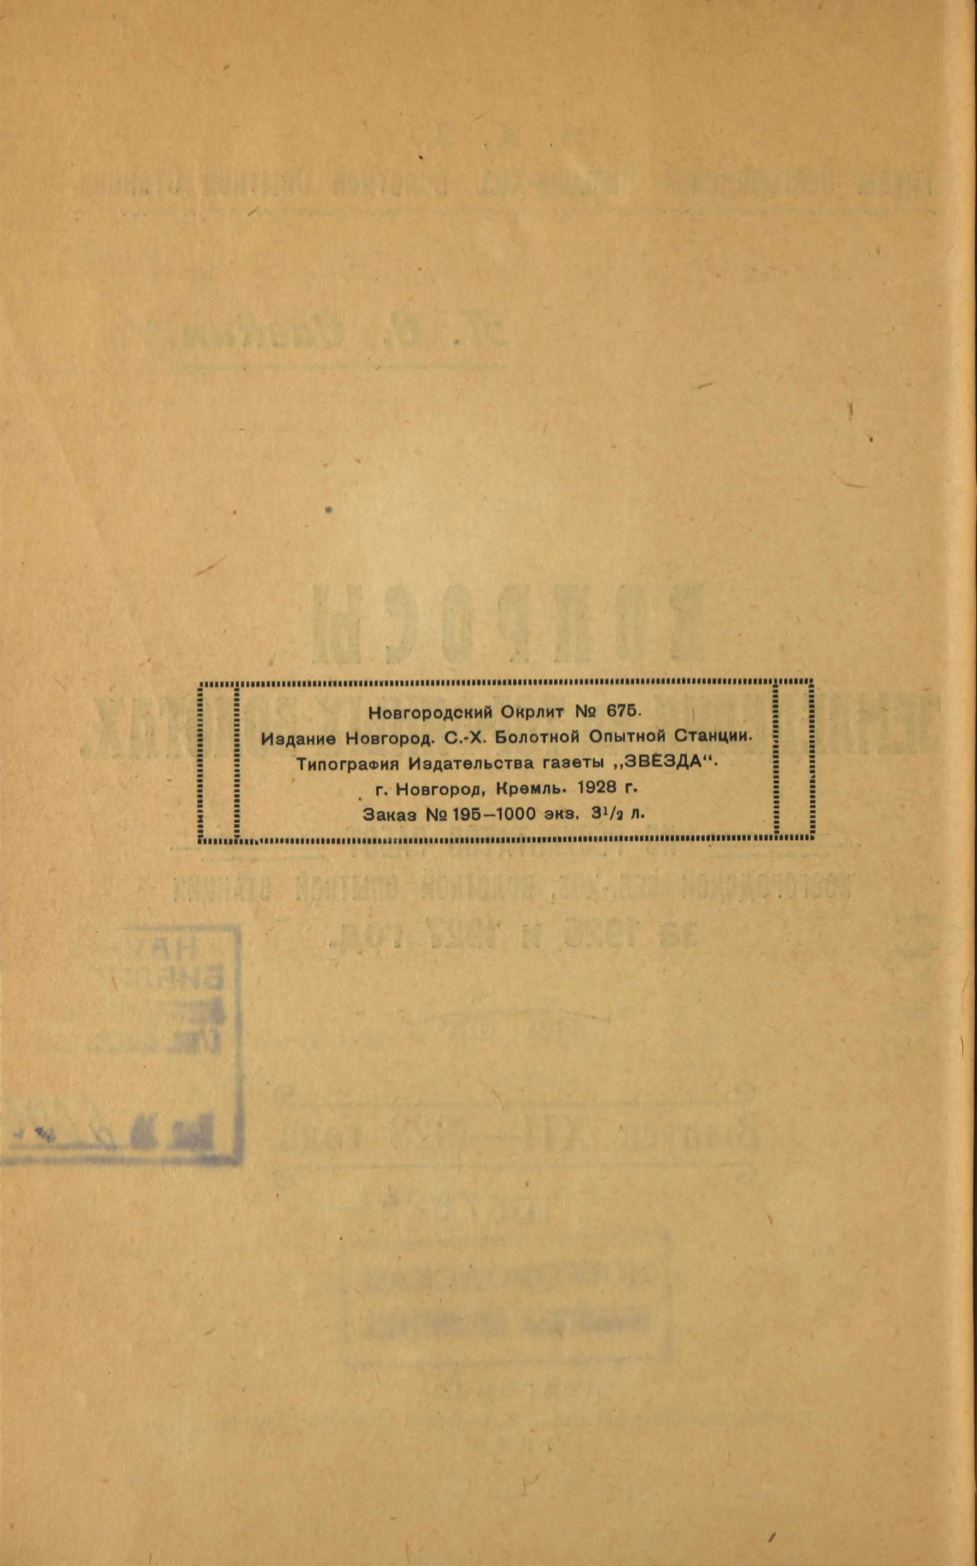 Новгородский Окрлит № 675.
Издание Новгород. С.-Х. Болотной Опытной Станции.
Типография Издательства газеты „ЗВЕЗДА“.
г. Новгород, Кремль. 1928 г.
Заказ № 195—1000 экз. 3½ л.